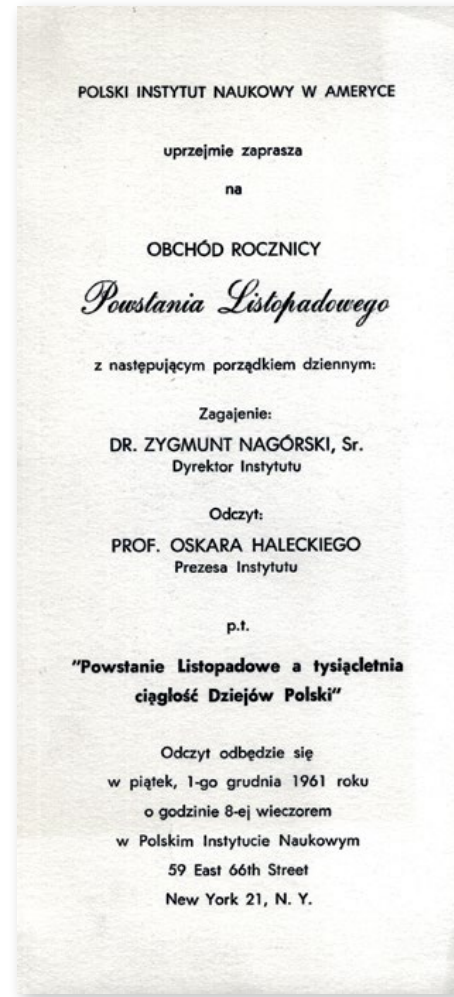 POLSKI INSTYTUT NAUKOWY W AMERYCE
uprzejmie zaprasza
na
OBCHÓD ROCZNICY
Powstania Listopadowego
z następującym porządkiem dziennym:
Zagajenie:
DR. ZYGMUNT NAGÓRSKI, Sr.
Dyrektor Instytutu
Odczyt:
PROF. OSKARA HALECKIEGO
Prezesa Instytutu
p.t.
"Powstanie Listopadowe a tysiącletnia
ciągłość Dziejów Polski"
Odczyt odbędzie się
w piątek, 1-go grudnia 1961 roku
o godzinie 8-ej wieczorem
w Polskim Instytucie Naukowym
59 East 66th Street
New York 21, N. Y.